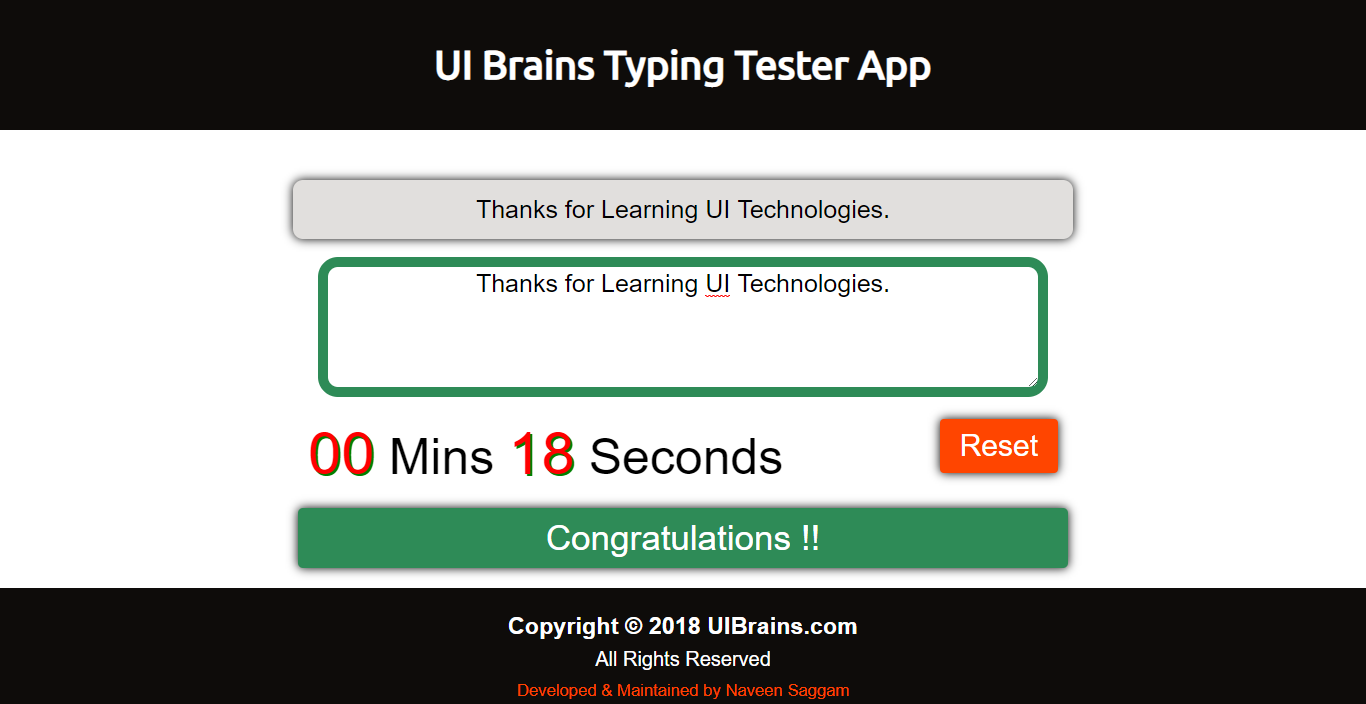 UI Brains Typing Tester App
Thanks for Learning UI Technologies.
Thanks for Learning UI Technologies.
00 Mins 18 Seconds
Reset
Congratulations !!
Copyright © 2018 UIBrains.com
All Rights Reserved
Developed & Maintained by Naveen Saggam